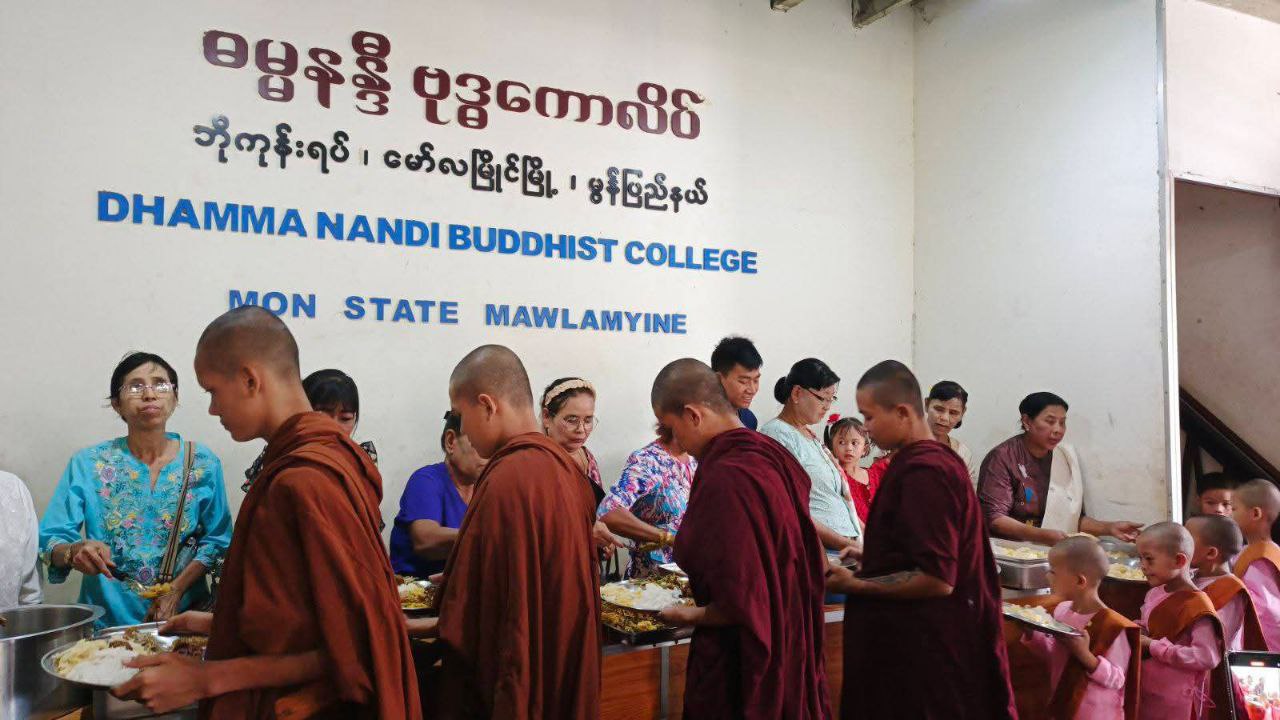 ဓမ္မနန္ဒီ ဗုဒ္ဓကောလိပ်
ဘိုကုန်းရပ် ၊ မော်လမြိုင်မြို့ ၊ မွန်ပြည်နယ်
DHAMMA NANDI BUDDHIST COLLEGE
MON STATE MAWLAMYINE